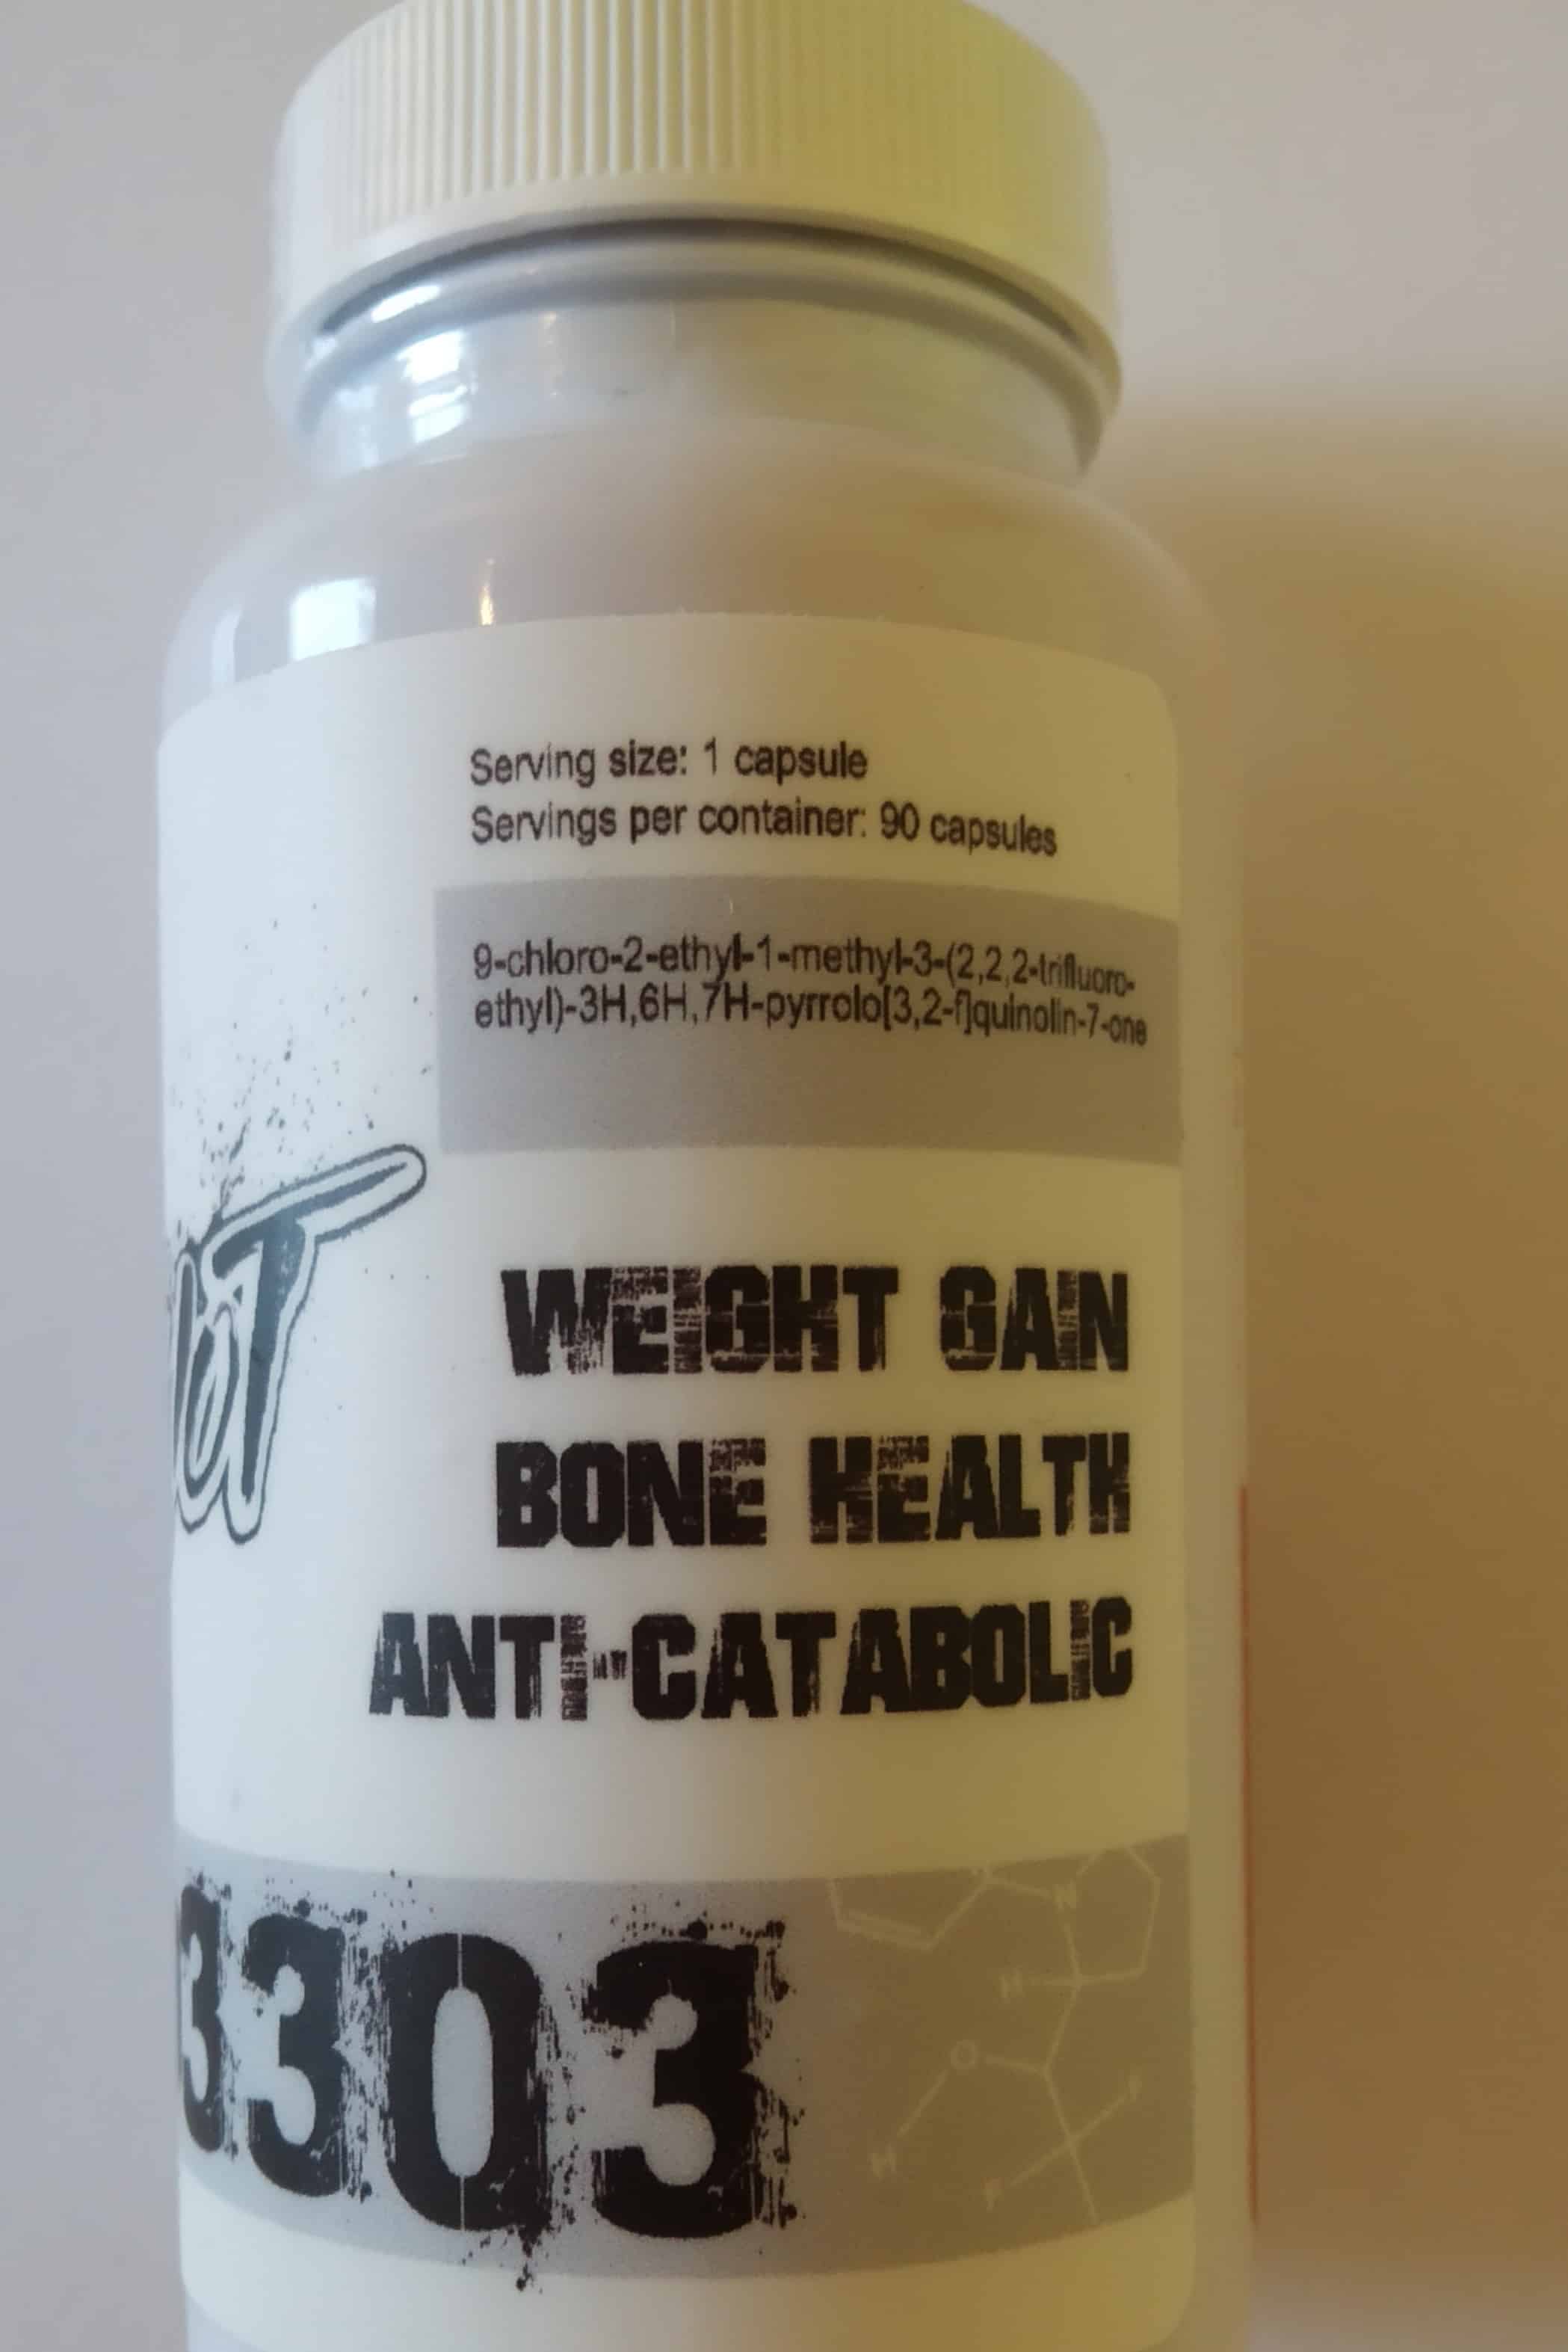 Serving size: 1 capsule
Servings per container: 90 capsules
9-chloro-2-ethyl-1-methyl-3-(2,2,2-trifluoro-
ethyl)-3H,6H,7H-pyrrolo[3,2-f]quinolin-7-one
WEIGHT GAIN
BONE HEALTH
ANTI-CATABOLIC
3303
N
H
O
H
F
F